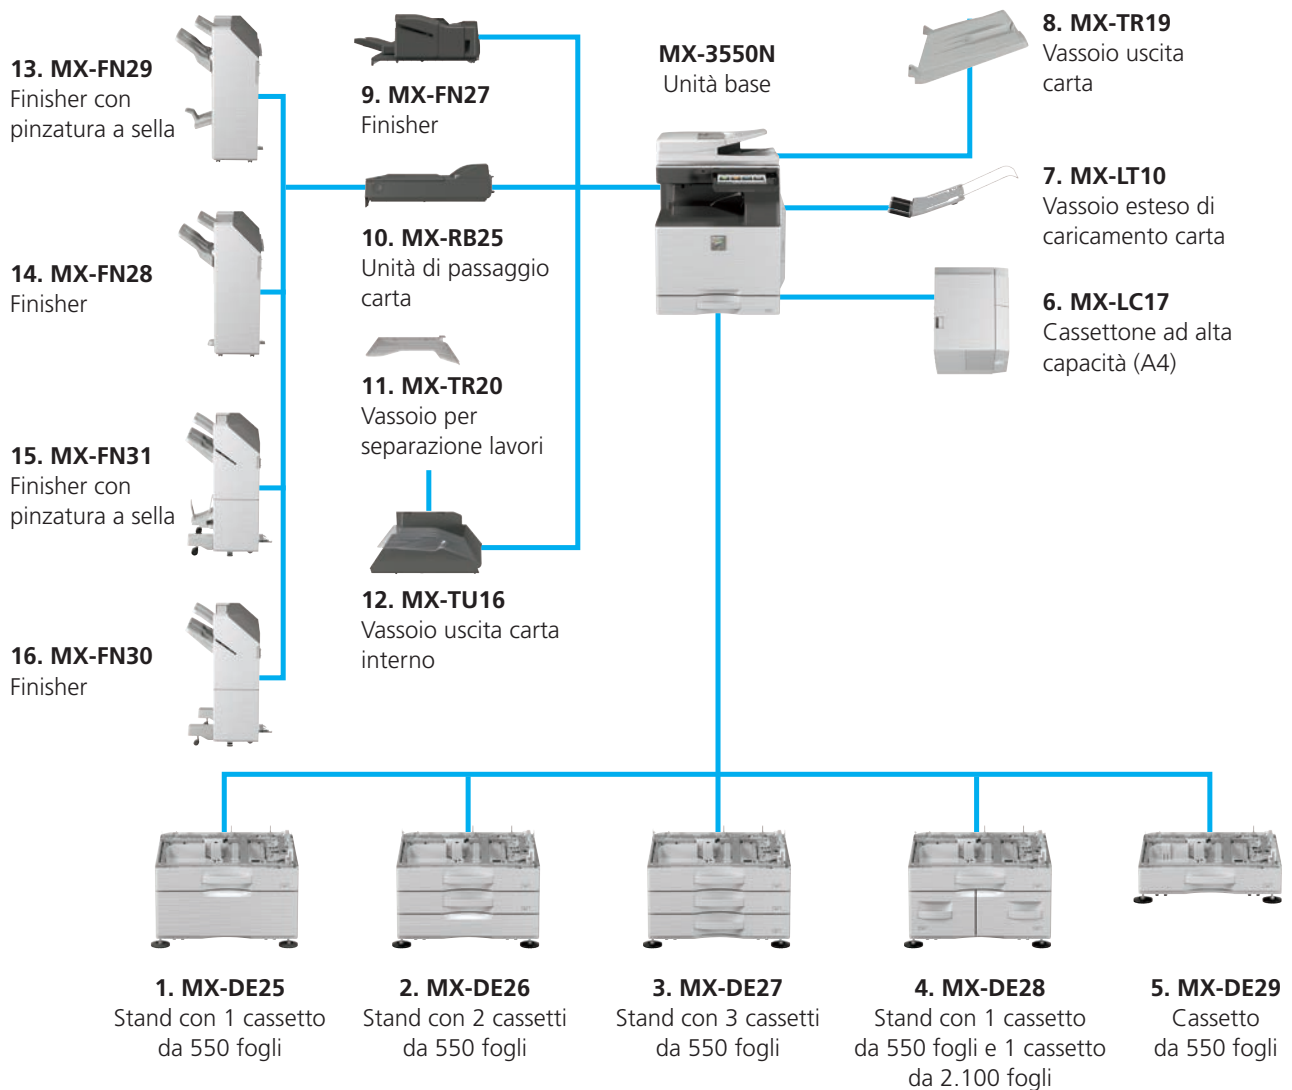 13. MX-FN29
Finisher con
pinzatura a sella
14. MX-FN28
Finisher
15. MX-FN31
Finisher con
pinzatura a sella
16. MX-FN30
Finisher
9. MX-FN27
Finisher
10. MX-RB25
Unità di passaggio
carta
11. MX-TR20
Vassoio per
separazione lavori
12. MX-TU16
Vassoio uscita carta
interno
MX-3550N
Unità base
8. MX-TR19
Vassoio uscita
carta
7. MX-LT10
Vassoio esteso di
caricamento carta
6. MX-LC17
Cassettone ad alta
capacità (A4)
1. MX-DE25
Stand con 1 cassetto
da 550 fogli
2. MX-DE26
Stand con 2 cassetti
da 550 fogli
3. MX-DE27
Stand con 3 cassetti
da 550 fogli
4. MX-DE28
Stand con 1 cassetto
da 550 fogli e 1 cassetto
da 2.100 fogli
5. MX-DE29
Cassetto
da 550 fogli